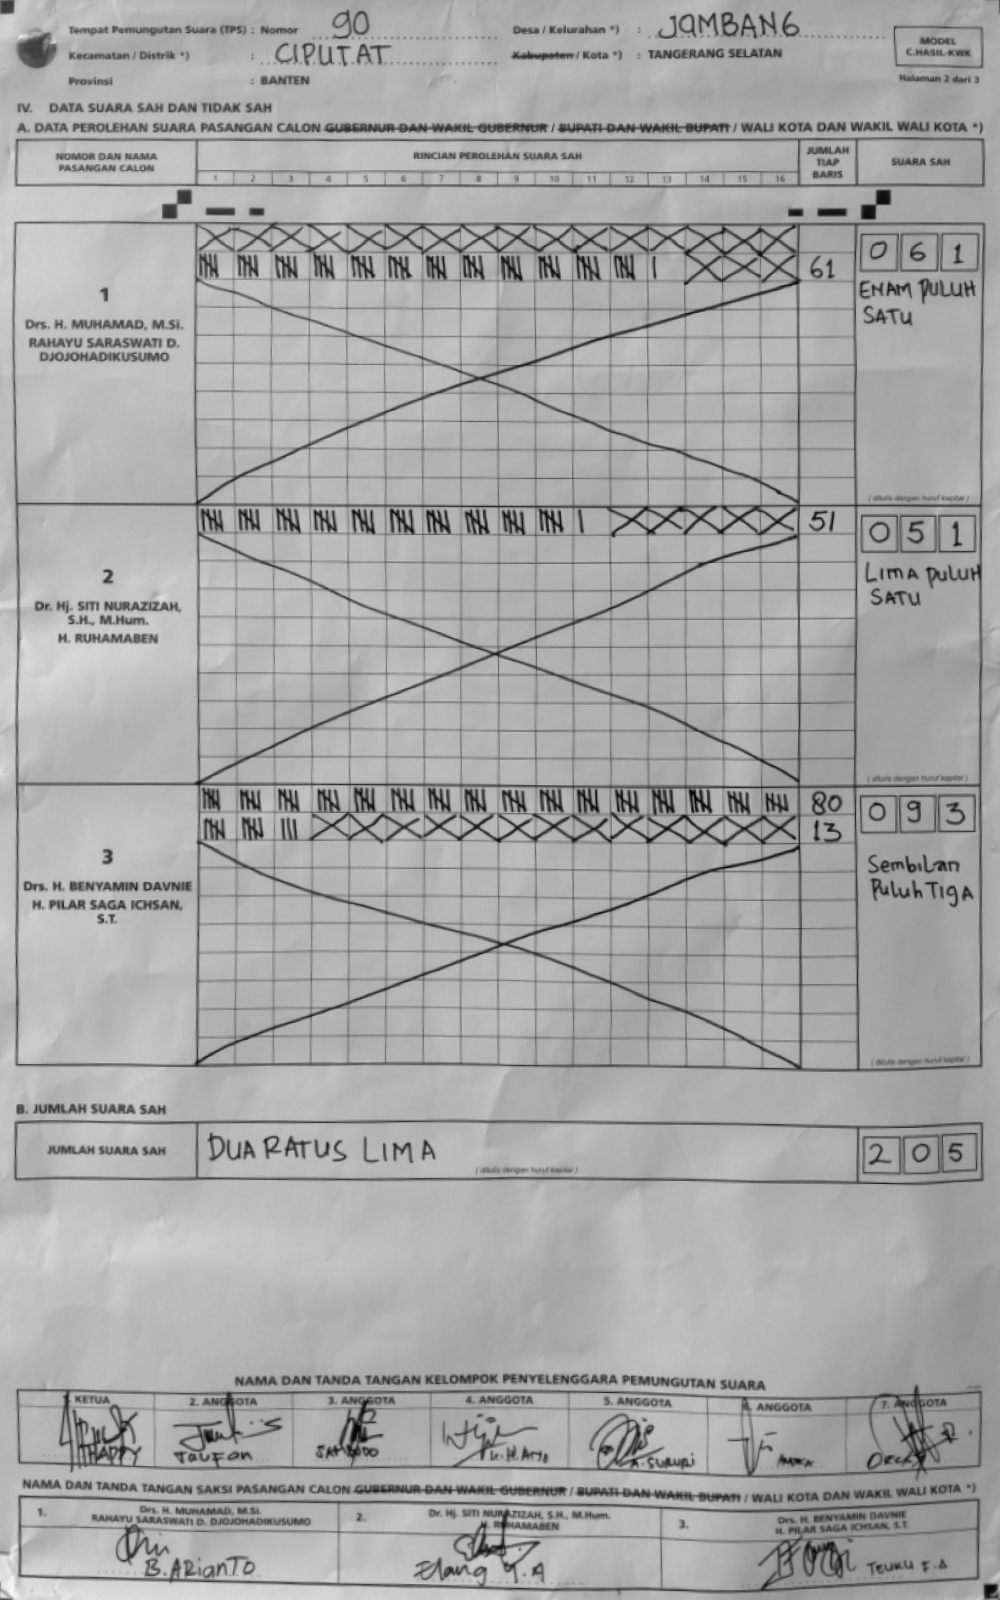 Tempat Pemungutan Suara (TPS) : Nomor 90 Desa / Kelurahan *) : JOMBANG
Kecamatan / Distrik *) : CIPUTAT Kabupaten / Kota *) : TANGERANG SELATAN
Provinsi : BANTEN
MODEL
C.HASIL-KWK
Halaman 2 dari 3
IV. DATA SUARA SAH DAN TIDAK SAH
A. DATA PEROLEHAN SUARA PASANGAN CALON GUBERNUR DAN WAKIL GUBERNUR / BUPATI DAN WAKIL BUPATI / WALI KOTA DAN WAKIL WALI KOTA *)
NOMOR DAN NAMA
PASANGAN CALON
RINCIAN PEROLEHAN SUARA SAH
1 2 3 4 5 6 7 8 9 10 11 12 13 14 15 16
JUMLAH
TIAP
BARIS
SUARA SAH
1
Drs. H. MUHAMAD, M.Si.
RAHAYU SARASWATI D.
DJOJOHADIKUSUMO
61
0 6 1
ENAM PULUH
SATU
( ditulis dengan huruf kapital )
2
Dr. Hj. SITI NURAZIZAH,
S.H., M.Hum.
H. RUHAMABEN
51
0 5 1
LIMA PULUH
SATU
( ditulis dengan huruf kapital )
3
Drs. H. BENYAMIN DAVNIE
H. PILAR SAGA ICHSAN,
S.T.
80
13
0 9 3
Sembilan
Puluh Tiga
( ditulis dengan huruf kapital )
B. JUMLAH SUARA SAH
JUMLAH SUARA SAH
DUA RATUS LIMA
( ditulis dengan huruf kapital )
2 0 5
NAMA DAN TANDA TANGAN KELOMPOK PENYELENGGARA PEMUNGUTAN SUARA
KETUA 2. ANGGOTA 3. ANGGOTA 4. ANGGOTA 5. ANGGOTA 6. ANGGOTA 7. ANGGOTA
HAPPY Taufan A. SURURI
NAMA DAN TANDA TANGAN SAKSI PASANGAN CALON GUBERNUR DAN WAKIL GUBERNUR / BUPATI DAN WAKIL BUPATI / WALI KOTA DAN WAKIL WALI KOTA *)
1. Drs. H. MUHAMAD, M.Si.
RAHAYU SARASWATI D. DJOJOHADIKUSUMO
B. ARIANTO
2. Dr. Hj. SITI NURAZIZAH, S.H., M.Hum.
H. RUHAMABEN
Elang Y. A
3. Drs. H. BENYAMIN DAVNIE
H. PILAR SAGA ICHSAN, S.T.
TEUKU F.A